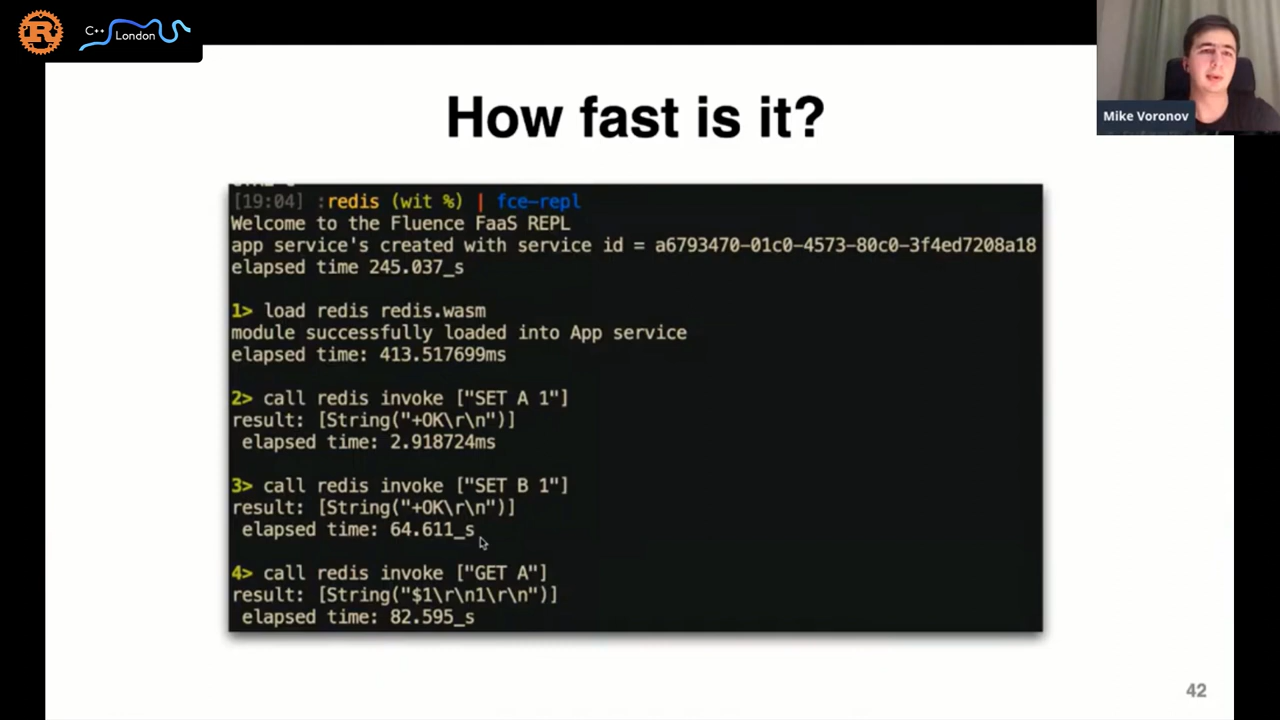 C++
London
Mike Voronov
How fast is it?
[19:04] :redis (wit %) | fce-repl
Welcome to the Fluence FaaS REPL
app service's created with service id = a6793470-01c0-4573-80c0-3f4ed7208a18
elapsed time 245.037_s
1> load redis redis.wasm
module successfully loaded into App service
elapsed time: 413.517699ms
2> call redis invoke ["SET A 1"]
result: [String("+OK\r\n")]
elapsed time: 2.918724ms
3> call redis invoke ["SET B 1"]
result: [String("+OK\r\n")]
elapsed time: 64.611_s
4> call redis invoke ["GET A"]
result: [String("$1\r\n1\r\n")]
elapsed time: 82.595_s
42